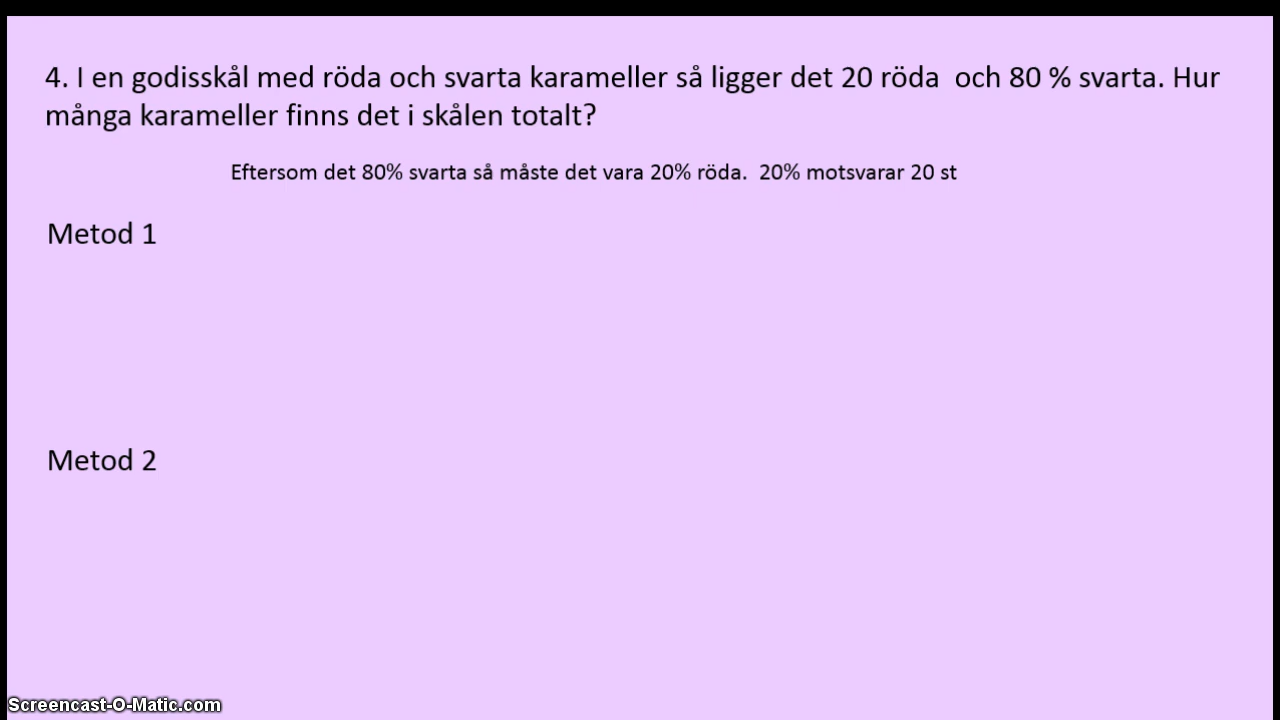 4. I en godisskål med röda och svarta karameller så ligger det 20 röda  och 80 % svarta. Hur
många karameller finns det i skålen totalt?
Eftersom det 80% svarta så måste det vara 20% röda.  20% motsvarar 20 st
Metod 1
Metod 2
Screencast-O-Matic.com